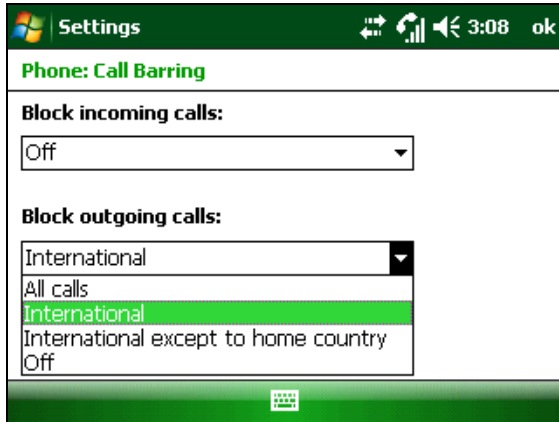 Settings 3:08 ok
Phone: Call Barring
Block incoming calls:
Off
Block outgoing calls:
International
All calls
International
International except to home country
Off